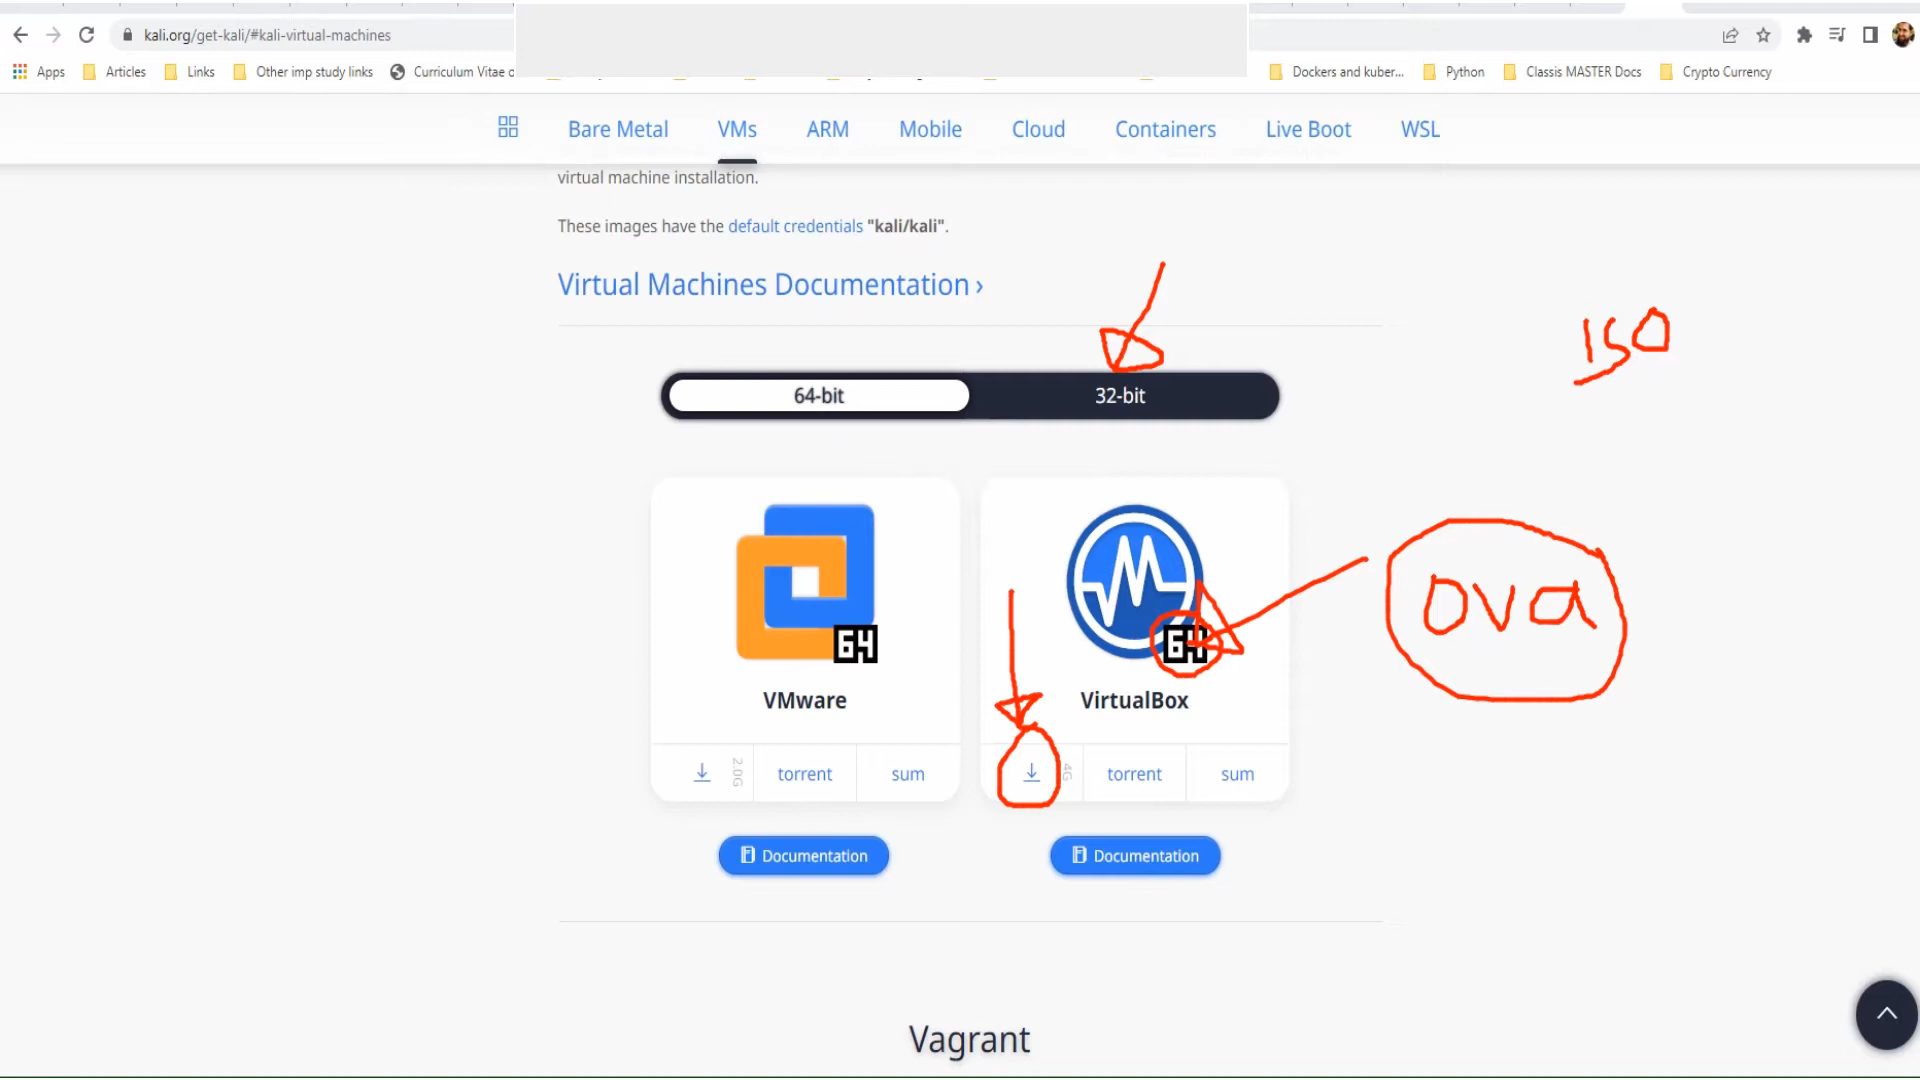 kali.org/get-kali/#kali-virtual-machines
Apps Articles Links Other imp study links Curriculum Vitae o Dockers and kuber... Python Classis MASTER Docs Crypto Currency
Bare Metal VMs ARM Mobile Cloud Containers Live Boot WSL
virtual machine installation.
These images have the default credentials "kali/kali".
Virtual Machines Documentation ›
ISO
64-bit 32-bit
ova
64 64
VMware VirtualBox
2.0G torrent sum 4G torrent sum
Documentation Documentation
Vagrant